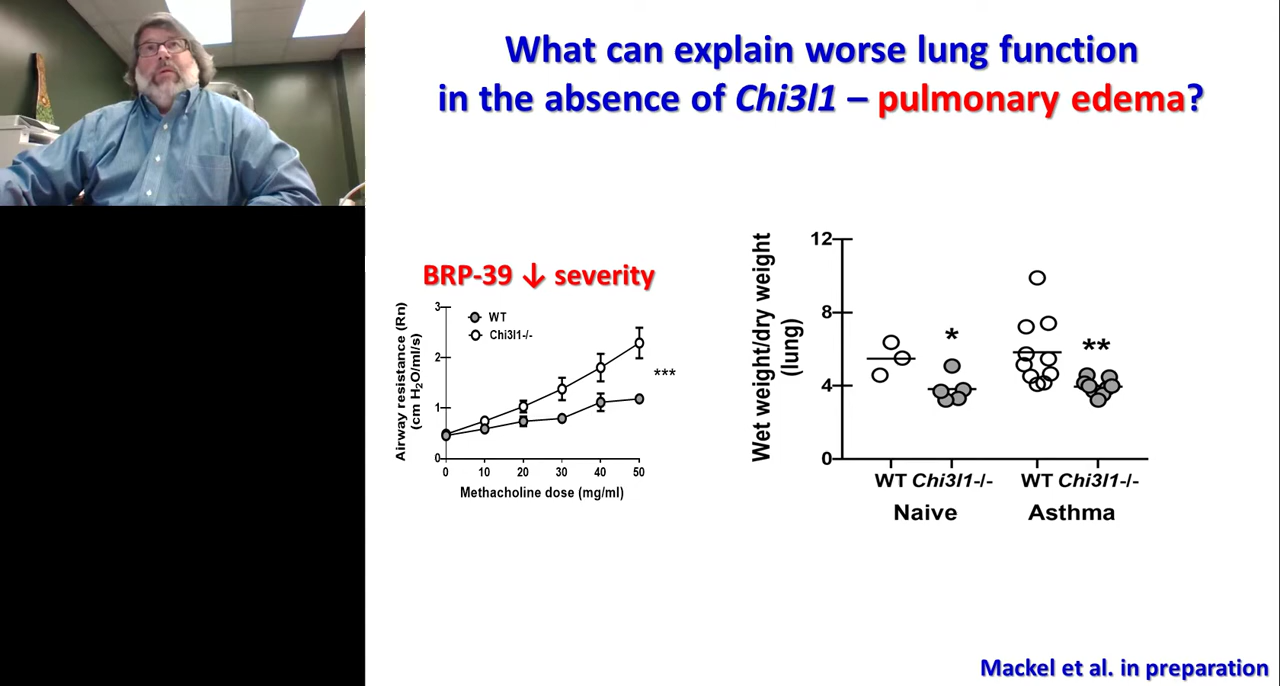 What can explain worse lung function
in the absence of Chi3l1 – pulmonary edema?
BRP-39 ↓ severity
Airway resistance (Rn)
(cm H2O/ml/s)
3
2
1
0
WT
Chi3l1-/-
***
0 10 20 30 40 50
Methacholine dose (mg/ml)
Wet weight/dry weight
(lung)
12
8
4
0
*
**
WT Chi3l1-/- WT Chi3l1-/-
Naive Asthma
Mackel et al. in preparation